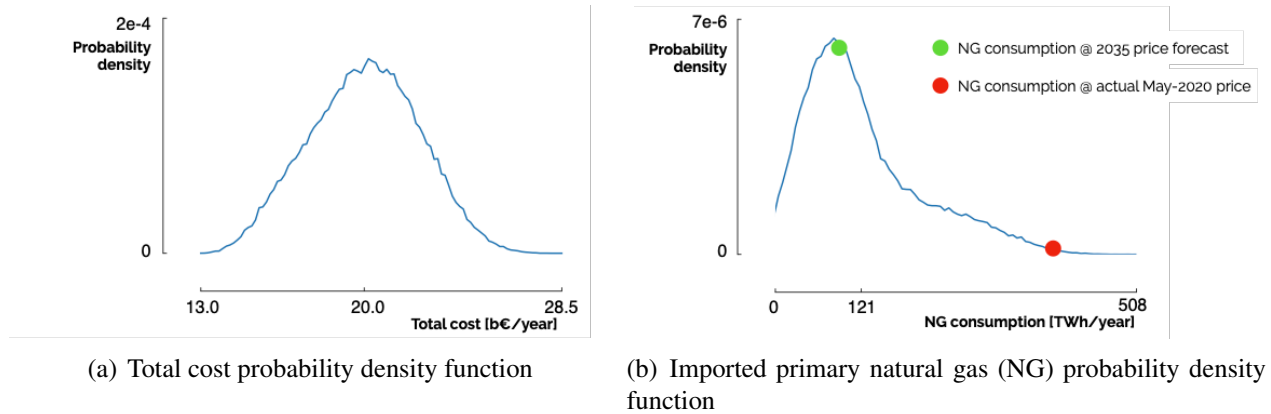 2e-4
Probability
density
0
13.0
20.0
28.5
Total cost [b€/year]
(a) Total cost probability density function
7e-6
Probability
density
NG consumption @ 2035 price forecast
NG consumption @ actual May-2020 price
0
0
121
508
NG consumption [TWh/year]
(b) Imported primary natural gas (NG) probability density
function